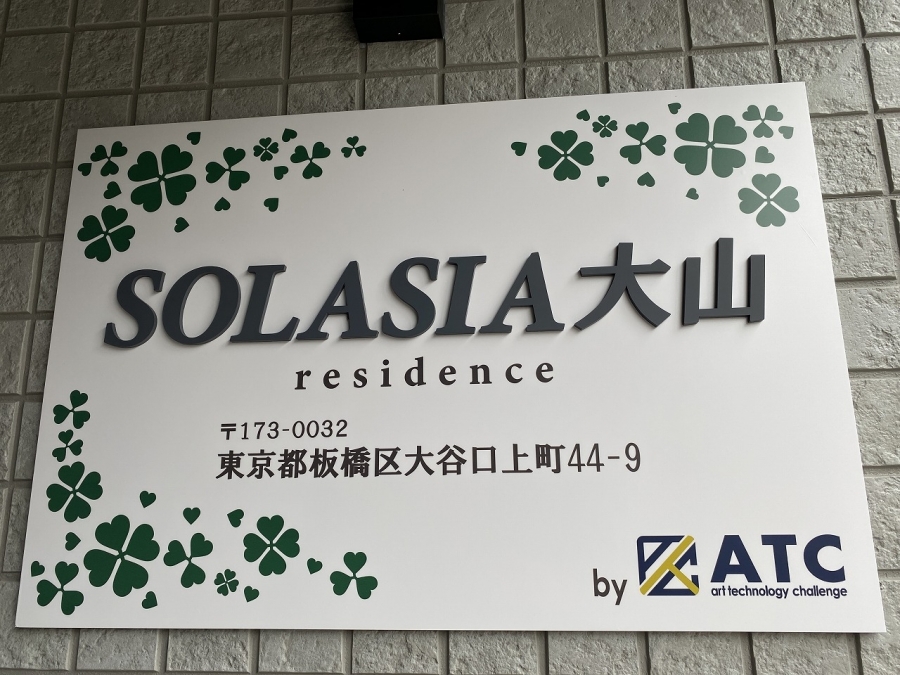 SOLASIA大山
residence
〒173-0032
東京都板橋区大谷口上町44-9
by ATC
art technology challenge